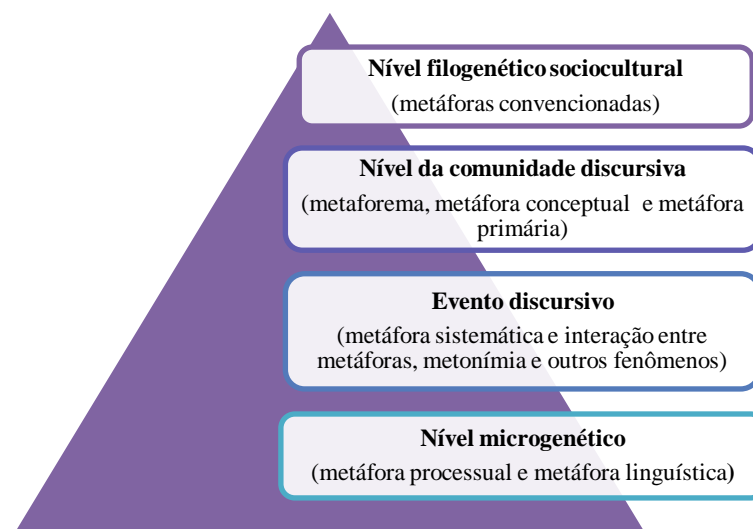 Nível filogenético sociocultural
(metáforas convencionadas)
Nível da comunidade discursiva
(metaforema, metáfora conceptual e metáfora
primária)
Evento discursivo
(metáfora sistemática e interação entre
metáforas, metonímia e outros fenômenos)
Nível microgenético
(metáfora processual e metáfora linguística)